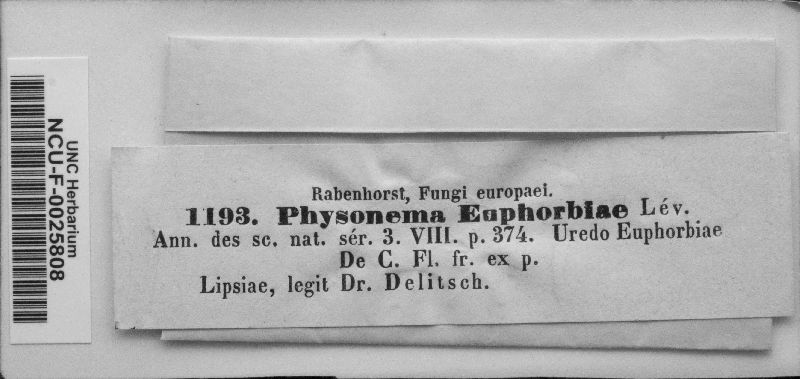 UNC Herbarium
NCU-F-0025808
Rabenhorst, Fungi europaei.
1193. Physonema Euphorbiae Lév.
Ann. des sc. nat. sér. 3. VIII. p. 374. Uredo Euphorbiae
De C. Fl. fr. ex p.
Lipsiae, legit Dr. Delitsch.